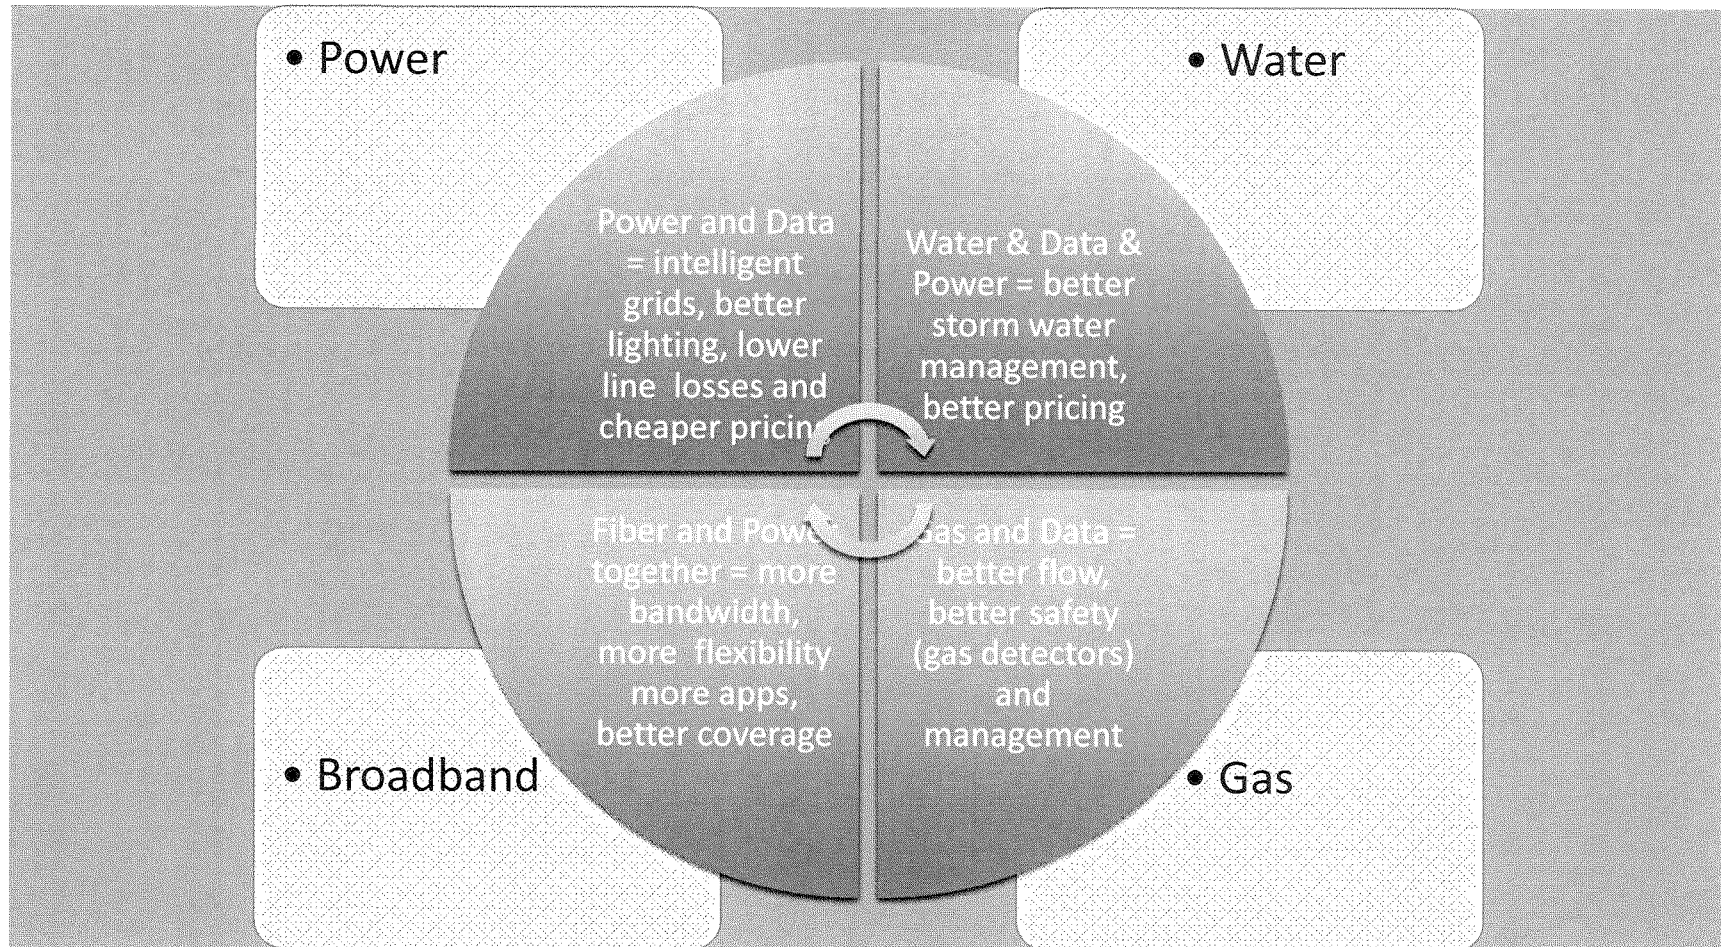 • Power
Power and Data
= intelligent
grids, better
lighting, lower
line losses and
cheaper pricing
• Water
Water & Data &
Power = better
storm water
management,
better pricing
Fiber and Power
together = more
bandwidth,
more flexibility
more apps,
better coverage
• Broadband
Gas and Data =
better flow,
better safety
(gas detectors)
and
management
• Gas